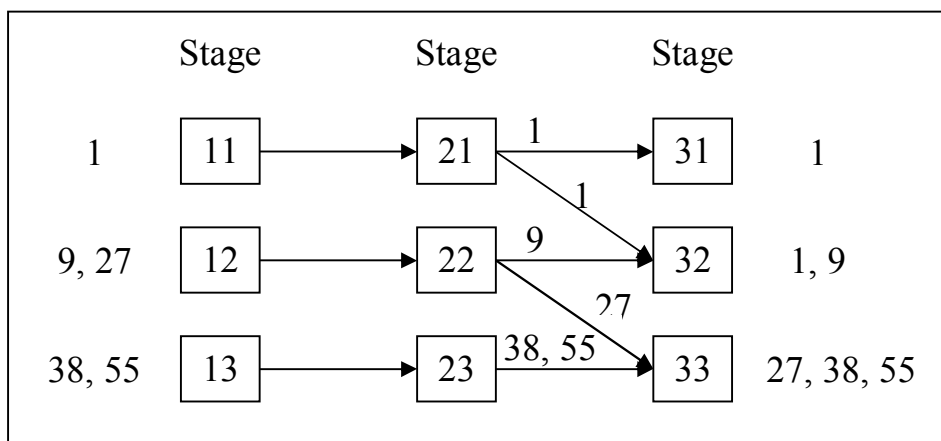 Stage Stage Stage
1 11 21 1 31 1
1
9, 27 12 22 9 32 1, 9
27
38, 55 13 23 38, 55 33 27, 38, 55